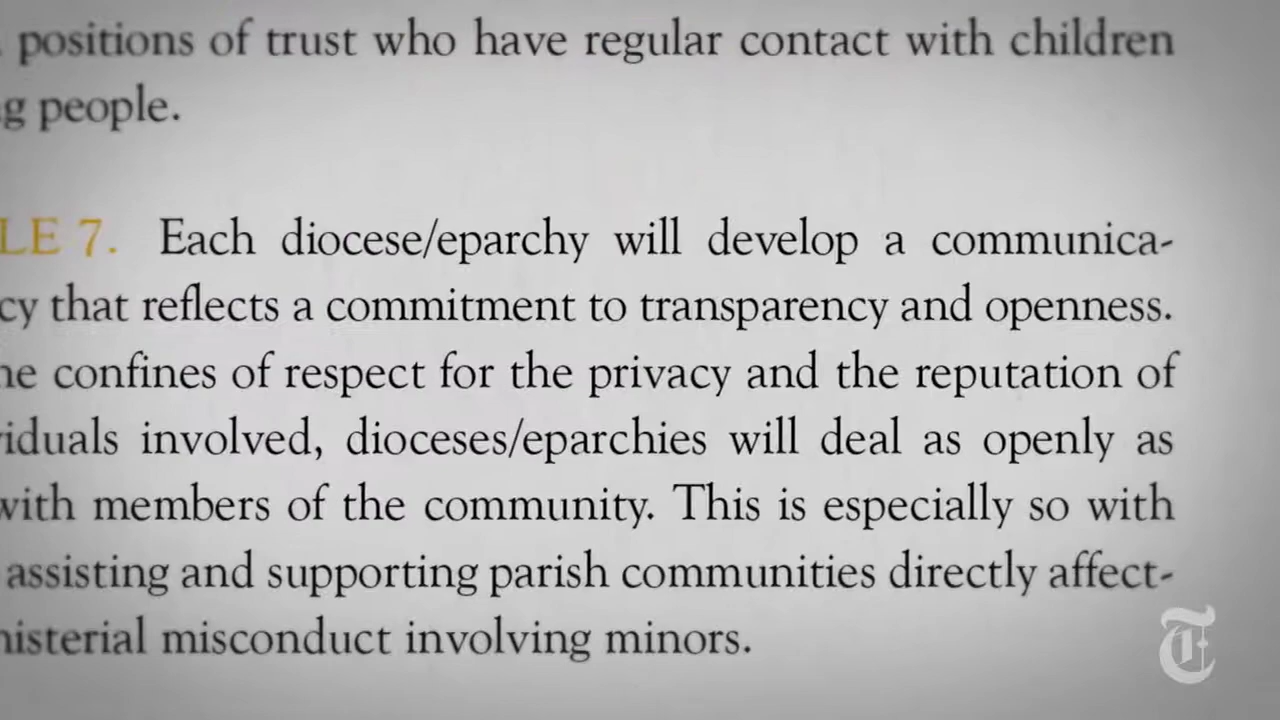 positions of trust who have regular contact with children
g people.
LE 7. Each diocese/eparchy will develop a communica-
cy that reflects a commitment to transparency and openness.
he confines of respect for the privacy and the reputation of
viduals involved, dioceses/eparchies will deal as openly as
with members of the community. This is especially so with
assisting and supporting parish communities directly affect-
nisterial misconduct involving minors.
T